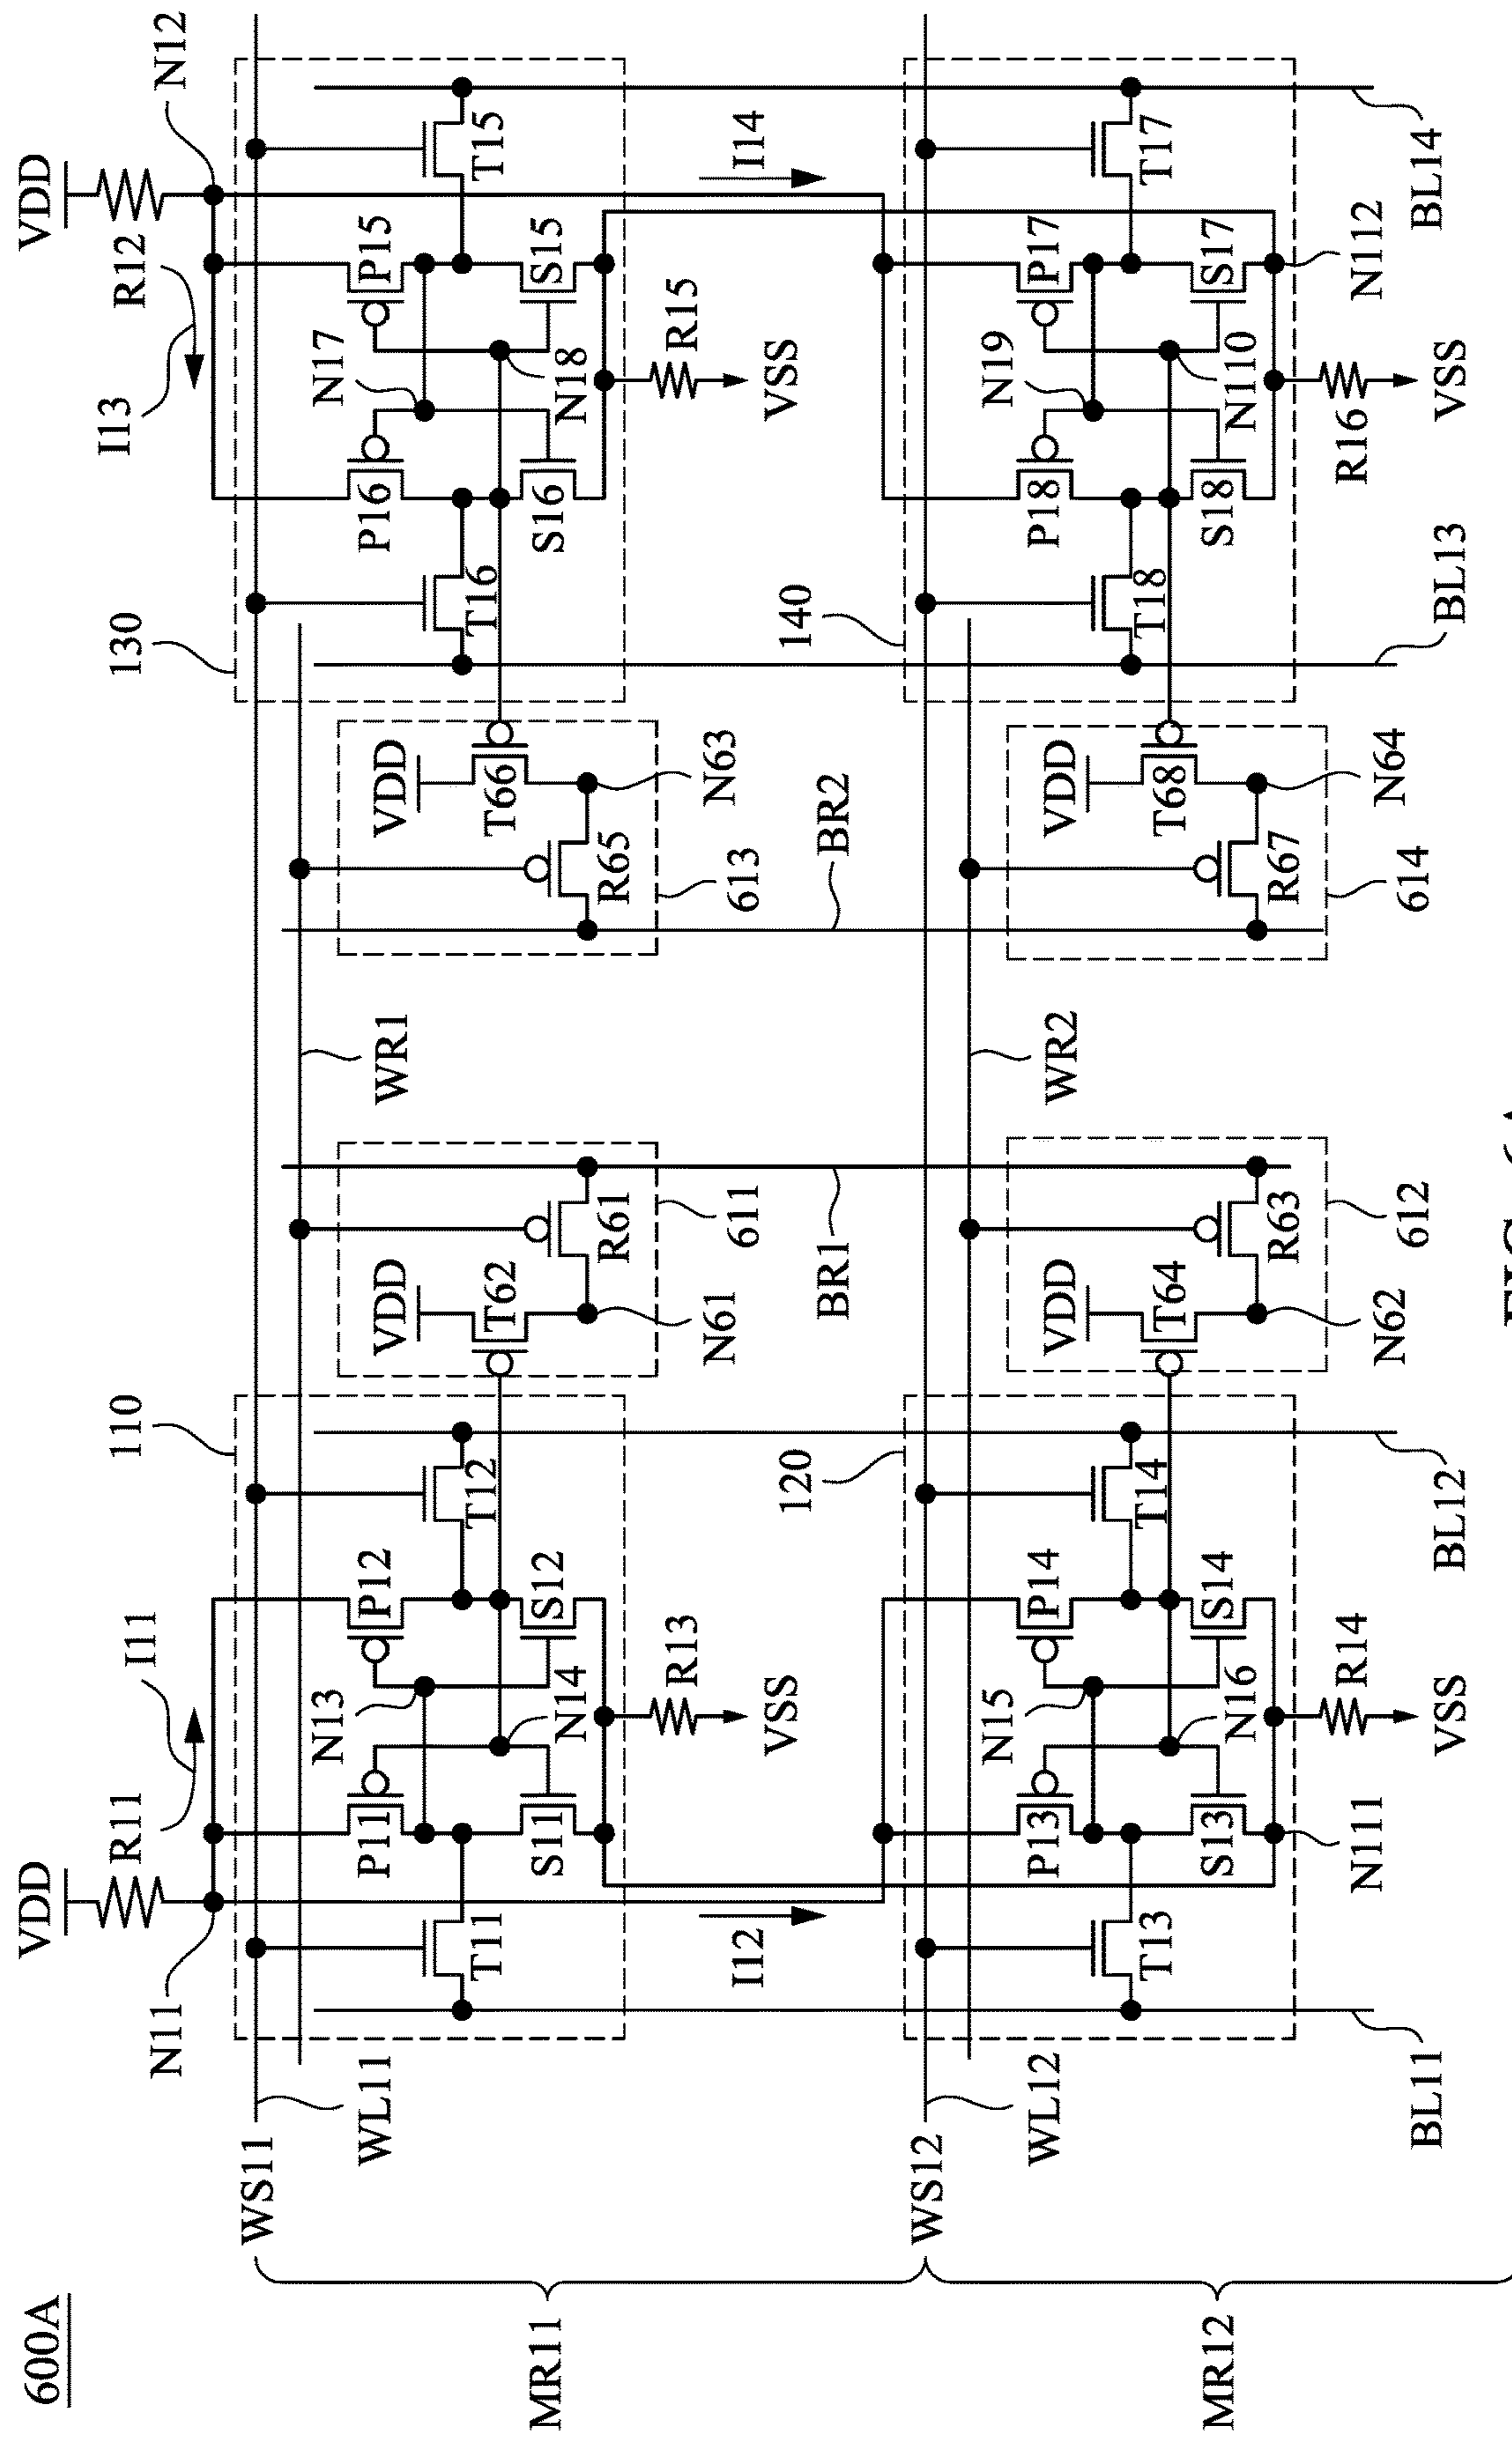 600A
VDD
VDD
R11
I11
110
130
I13
R12
N11
N12
WS11
WL11
N13
N17
P11
P12
VDD
WR1
VDD
P16
P15
T11
T12
T62
T66
T16
T15
MR11
S11
N14
S12
R61
R65
S16
N18
S15
R13
R15
N61
611
613
N63
I12
VSS
VSS
I14
120
140
BR1
BR2
WS12
WL12
N15
N19
P13
P14
VDD
WR2
VDD
P18
P17
T13
T14
T64
T68
T18
T17
MR12
S13
N16
S14
R63
R67
S18
N110
S17
R14
R16
N111
N62
612
614
N64
N112
BL11
VSS
BL12
BL13
VSS
BL14